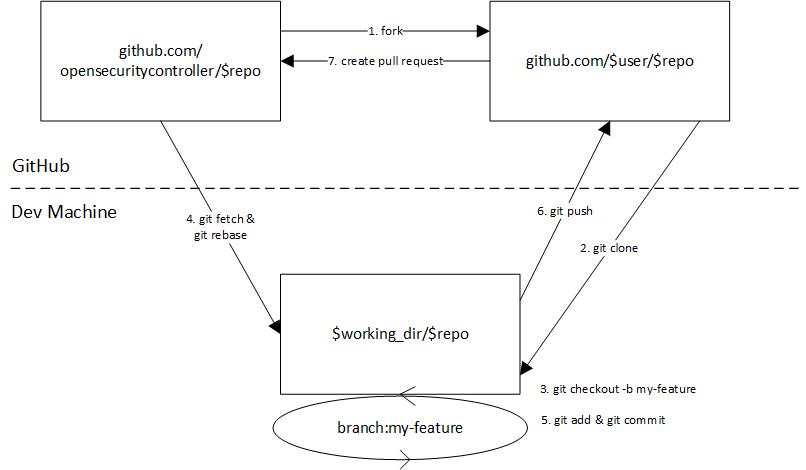 github.com/
opensecuritycontroller/$repo
1. fork
7. create pull request
github.com/$user/$repo
GitHub
Dev Machine
4. git fetch &
git rebase
6. git push
2. git clone
$working_dir/$repo
3. git checkout -b my-feature
5. git add & git commit
branch:my-feature